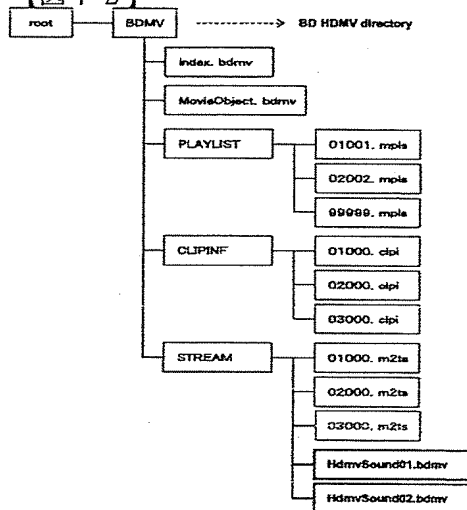 root
BDMV
BD HDMV directory
index. bdmv
MovieObject. bdmv
PLAYLIST
01001. mpls
02002. mpls
99999. mpls
CLIPINF
01000. clpi
02000. clpi
03000. clpi
STREAM
01000. m2ts
02000. m2ts
03000. m2ts
HdmvSound01.bdmv
HdmvSound02.bdmv